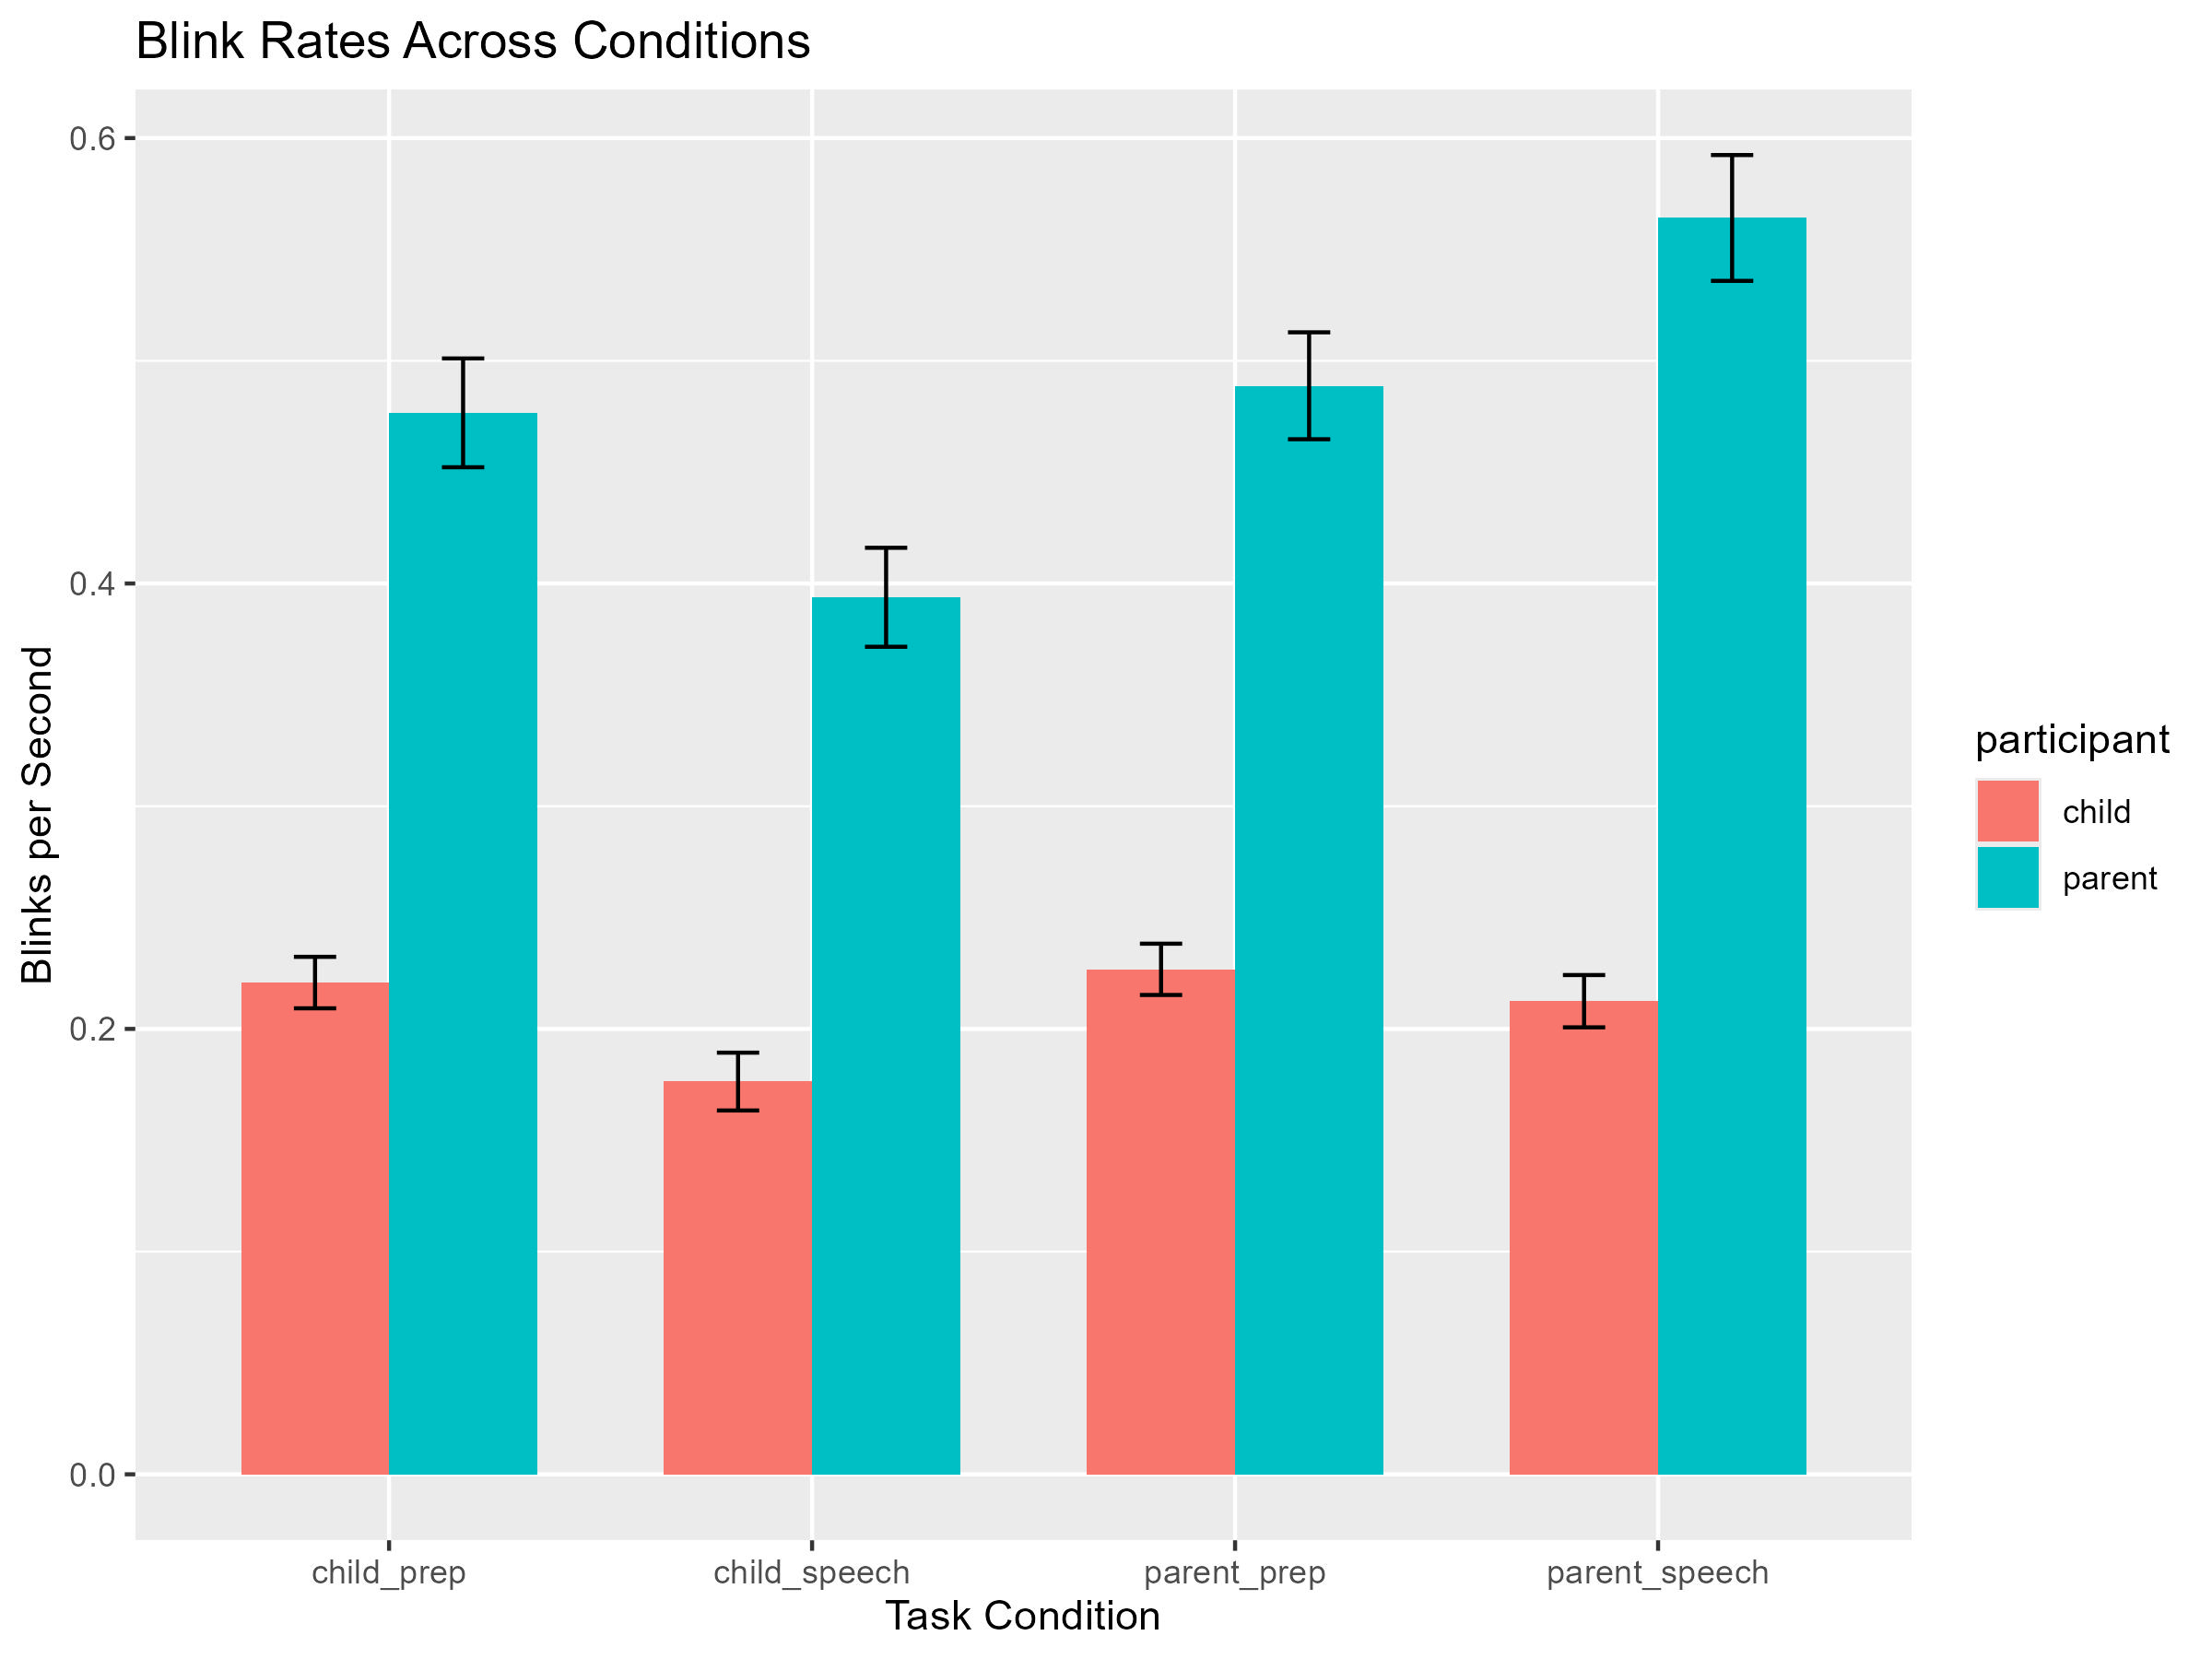 Blink Rates Across Conditions
0.6
0.4
0.2
0.0
Blinks per Second
child_prep
child_speech
parent_prep
parent_speech
Task Condition
participant
child
parent